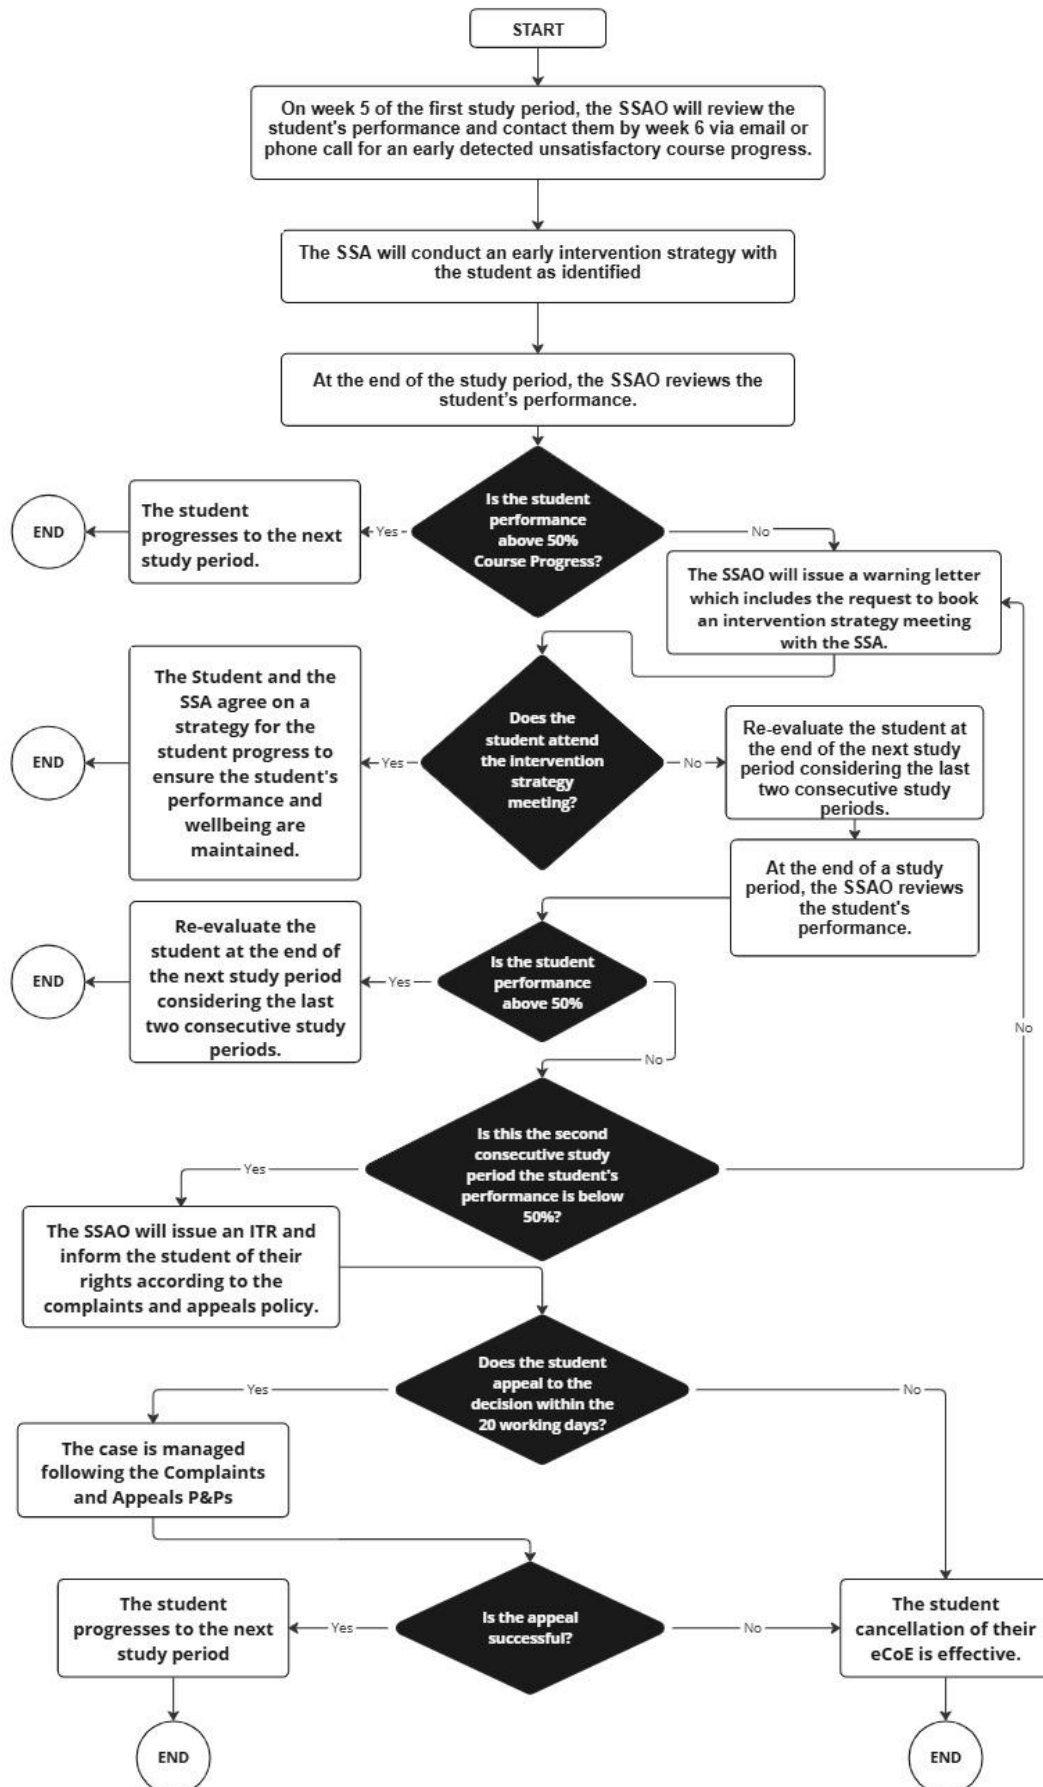 START
On week 5 of the first study period, the SSAO will review the
student's performance and contact them by week 6 via email or
phone call for an early detected unsatisfactory course progress.
The SSA will conduct an early intervention strategy with
the student as identified
At the end of the study period, the SSAO reviews the
student's performance.
Is the student
performance
above 50%
Course Progress?
Yes
The student
progresses to the next
study period.
END
No
The SSAO will issue a warning letter
which includes the request to book
an intervention strategy meeting
with the SSA.
Does the
student attend
the intervention
strategy
meeting?
Yes
The Student and the
SSA agree on a
strategy for the
student progress to
ensure the student's
performance and
wellbeing are
maintained.
END
No
Re-evaluate the student at
the end of the next study
period considering the last
two consecutive study
periods.
At the end of a study
period, the SSAO reviews
the student's
performance.
Is the student
performance
above 50%
Yes
Re-evaluate the
student at the end of
the next study period
considering the last
two consecutive study
periods.
END
No
Is this the second
consecutive study
period the student's
performance is below
50%?
No
Yes
The SSAO will issue an ITR and
inform the student of their
rights according to the
complaints and appeals policy.
Does the student
appeal to the
decision within the
20 working days?
Yes
The case is managed
following the Complaints
and Appeals P&Ps
No
Is the appeal
successful?
Yes
The student
progresses to the next
study period
END
No
The student
cancellation of their
eCoE is effective.
END